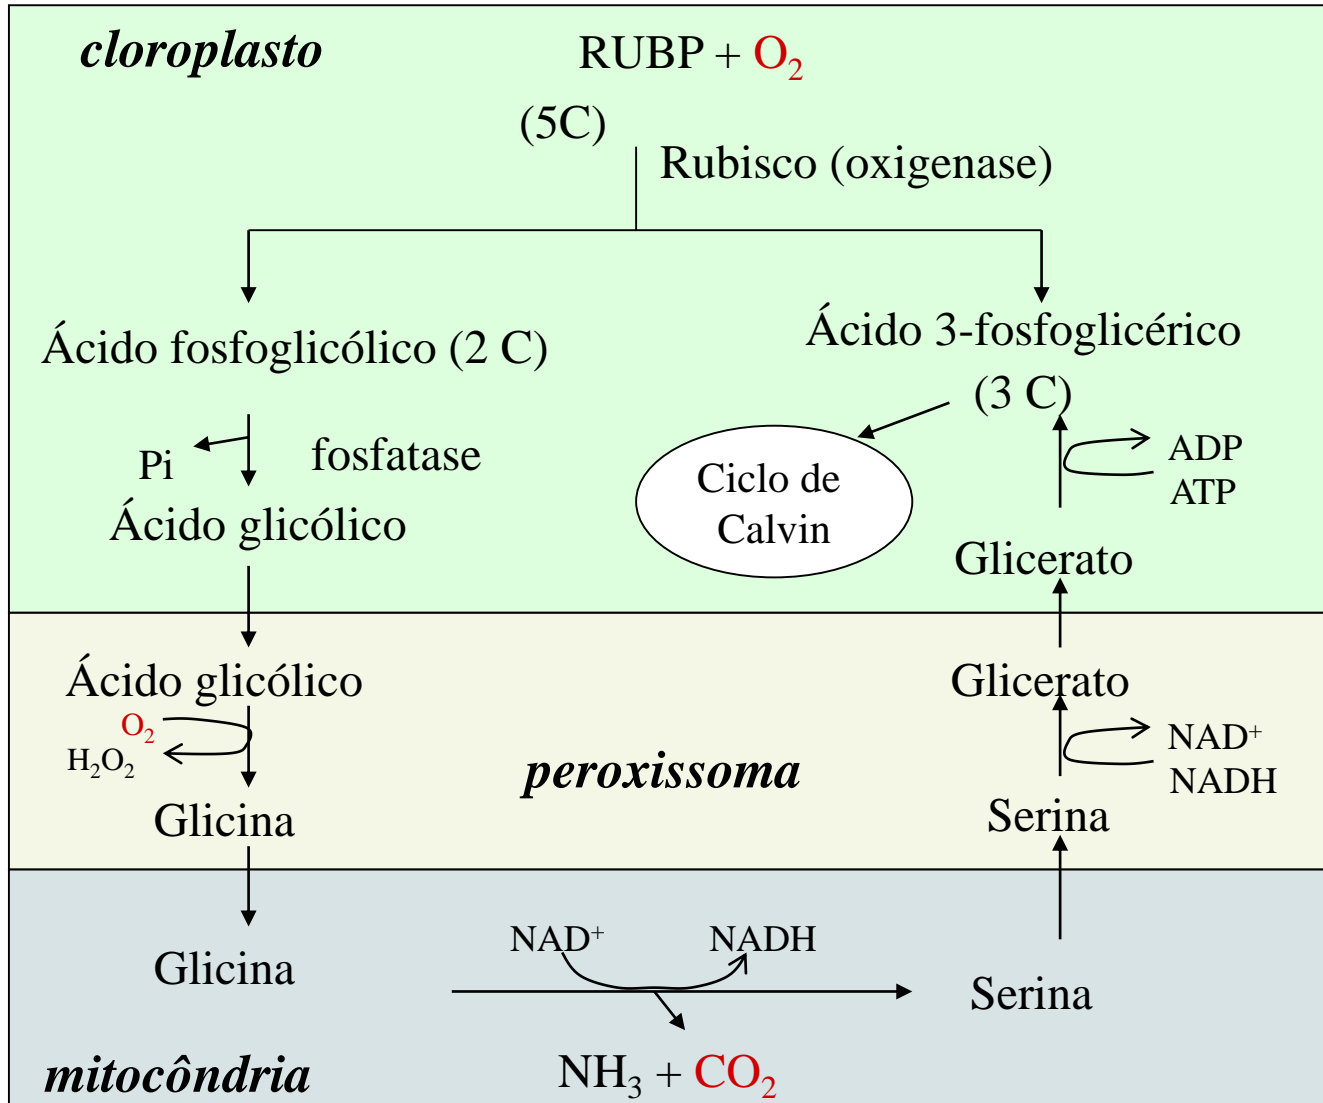 cloroplasto
RUBP + O₂
(5C)
Rubisco (oxigenase)
Ácido fosfoglicólico (2 C)
Ácido 3-fosfoglicérico
(3 C)
Pi
fosfatase
Ácido glicólico
Ciclo de
Calvin
ADP
ATP
Glicerato
Ácido glicólico
O₂
H₂O₂
Glicina
peroxissoma
Glicerato
NAD⁺
NADH
Serina
Glicina
NAD⁺
NADH
Serina
mitocôndria
NH₃ + CO₂